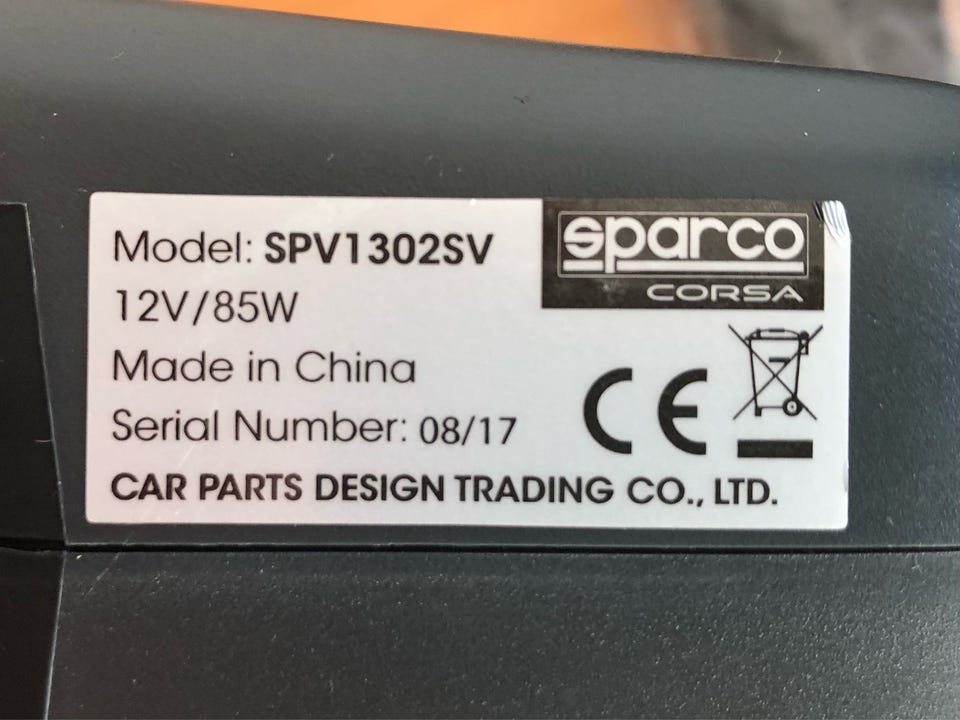 Model: SPV1302SV
sparco
CORSA
12V/85W
Made in China
Serial Number: 08/17
CE
CAR PARTS DESIGN TRADING CO., LTD.